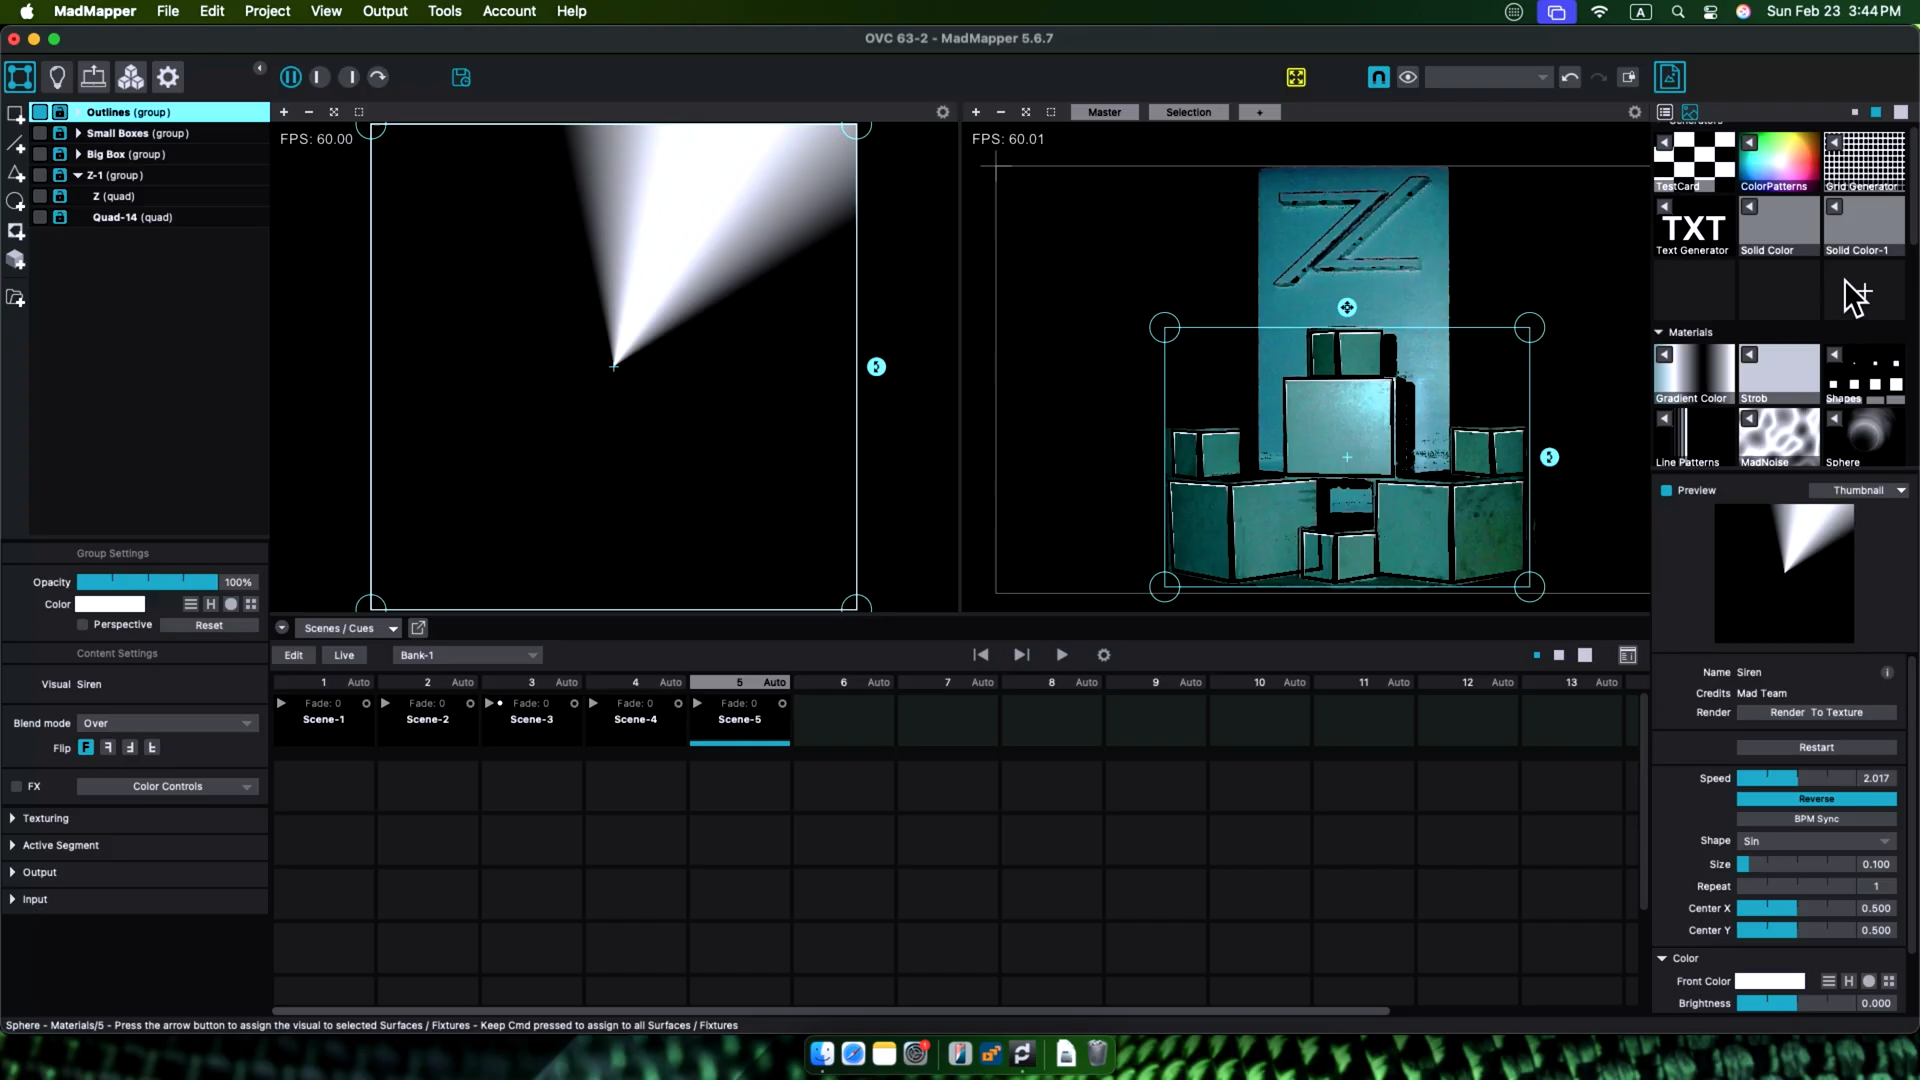 MadMapper File Edit Project View Output Tools Account Help
A Sun Feb 23 3:44 PM
OVC 63-2 - MadMapper 5.6.7
Outlines (group)
Small Boxes (group)
Big Box (group)
Z-1 (group)
Z (quad)
Quad-14 (quad)
FPS: 60.00
Master Selection +
FPS: 60.01
Z
TestCard ColorPatterns Grid Generator
TXT
Text Generator Solid Color Solid Color-1
Materials
Gradient Color Strob Shapes
Line Patterns MadNoise Sphere
Preview Thumbnail
Group Settings
Opacity 100%
Color H
Perspective Reset
Content Settings
Visual Siren
Blend mode Over
Flip F
FX Color Controls
Texturing
Active Segment
Output
Input
Scenes / Cues
Edit Live Bank-1
1 Auto 2 Auto 3 Auto 4 Auto 5 Auto 6 Auto 7 Auto 8 Auto 9 Auto 10 Auto 11 Auto 12 Auto 13 Auto
Fade: 0 Fade: 0 Fade: 0 Fade: 0 Fade: 0
Scene-1 Scene-2 Scene-3 Scene-4 Scene-5
Name Siren
Credits Mad Team
Render Render To Texture
Restart
Speed 2.017
Reverse
BPM Sync
Shape Sin
Size 0.100
Repeat 1
Center X 0.500
Center Y 0.500
Color
Front Color H
Brightness 0.000
Sphere - Materials/5 - Press the arrow button to assign the visual to selected Surfaces / Fixtures - Keep Cmd pressed to assign to all Surfaces / Fixtures